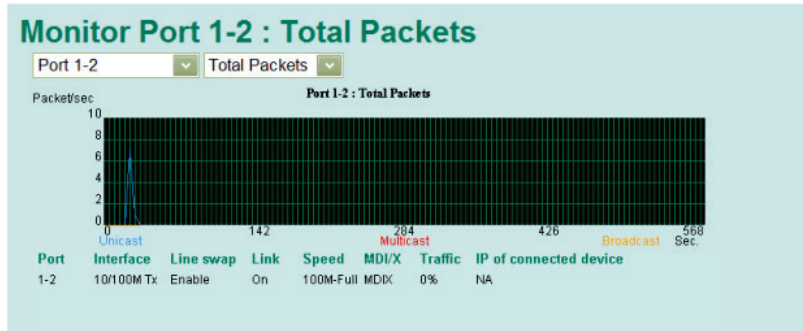 Monitor Port 1-2 : Total Packets
Port 1-2 Total Packets
Packet/sec Port 1-2 : Total Packets
10
8
6
4
2
0
0 142 284 426 568
Unicast Multicast Broadcast Sec.
Port Interface Line swap Link Speed MDI/X Traffic IP of connected device
1-2 10/100M Tx Enable On 100M-Full MDIX 0% NA